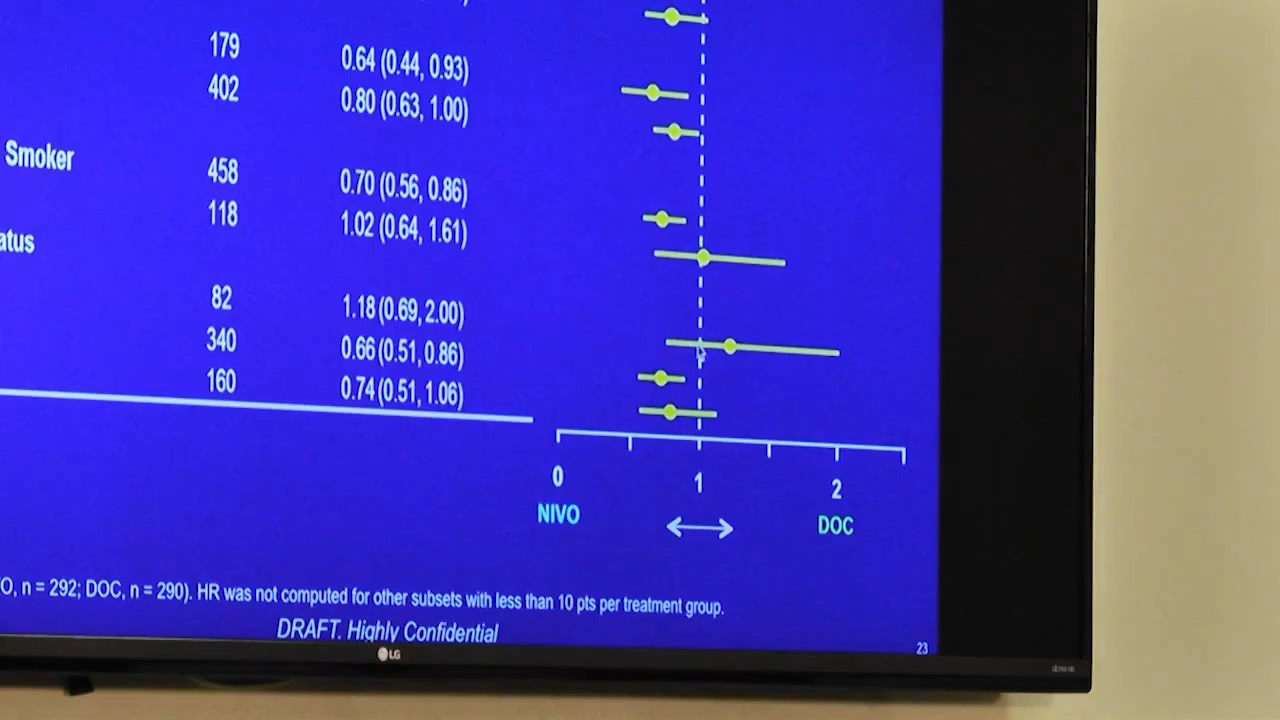 179 0.64 (0.44, 0.93)
402 0.80 (0.63, 1.00)
Smoker
458 0.70 (0.56, 0.86)
118 1.02 (0.64, 1.61)
atus
82 1.18 (0.69, 2.00)
340 0.66 (0.51, 0.86)
160 0.74 (0.51, 1.06)
0 1 2
NIVO DOC
O, n = 292; DOC, n = 290). HR was not computed for other subsets with less than 10 pts per treatment group.
DRAFT. Highly Confidential
23
LG